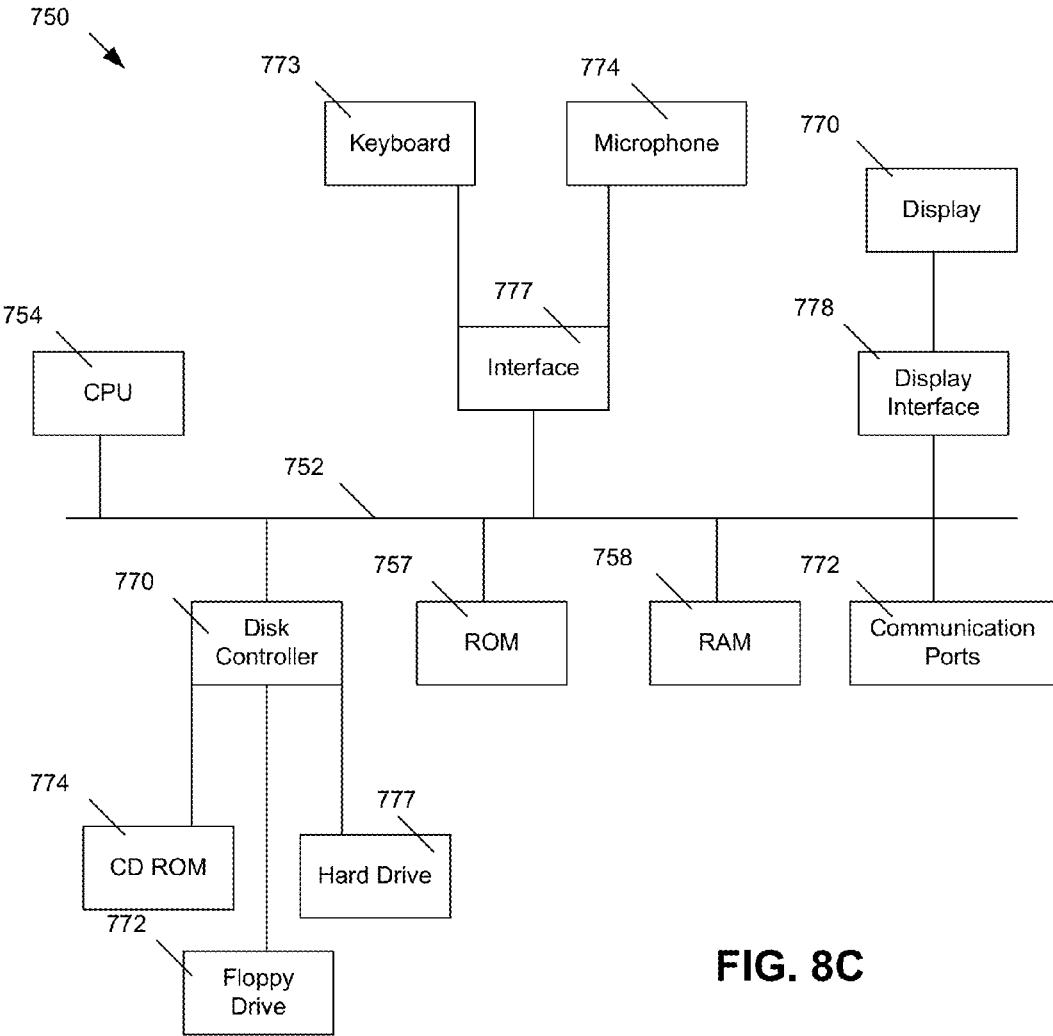 750
773
774
Keyboard
Microphone
770
Display
777
754
778
Interface
CPU
Display
Interface
752
770
757
758
772
Disk
Controller
ROM
RAM
Communication
Ports
774
777
CD ROM
Hard Drive
772
Floppy
Drive
FIG. 8C